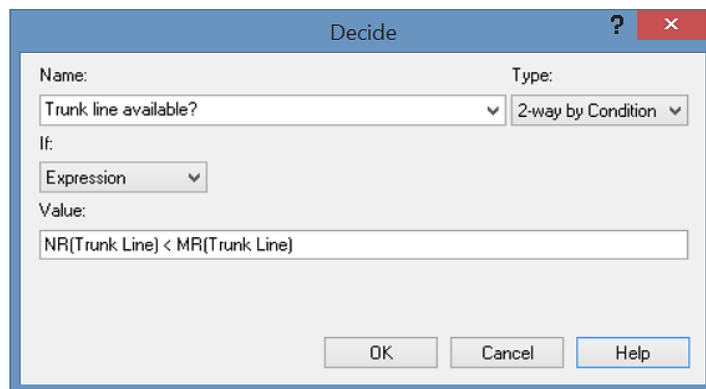 Decide
?
×
Name: Type:
Trunk line available? 2-way by Condition
If:
Expression
Value:
NR(Trunk Line) < MR(Trunk Line)
OK Cancel Help